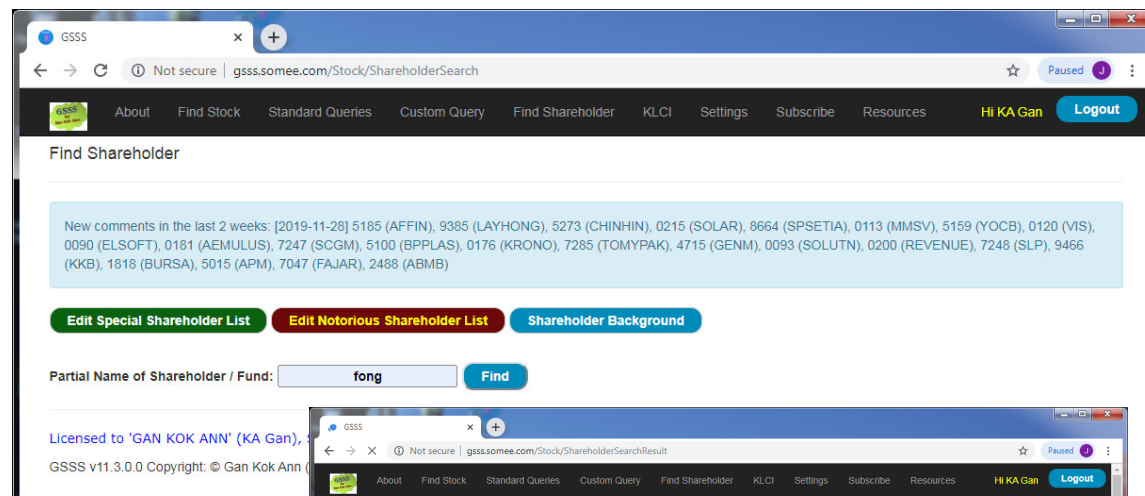 GSSS
Not secure | gsss.somee.com/Stock/ShareholderSearch
Paused J
GSSS
About Find Stock Standard Queries Custom Query Find Shareholder KLCI Settings Subscribe Resources Hi KA Gan Logout
Find Shareholder
New comments in the last 2 weeks: [2019-11-28] 5185 (AFFIN), 9385 (LAYHONG), 5273 (CHINHIN), 0215 (SOLAR), 8664 (SPSETIA), 0113 (MMSV), 5159 (YOCB), 0120 (VIS),
0090 (ELSOFT), 0181 (AEMULUS), 7247 (SCGM), 5100 (BPPLAS), 0176 (KRONO), 7285 (TOMYPAK), 4715 (GENM), 0093 (SOLUTN), 0200 (REVENUE), 7248 (SLP), 9466
(KKB), 1818 (BURSA), 5015 (APM), 7047 (FAJAR), 2488 (ABMB)
Edit Special Shareholder List Edit Notorious Shareholder List Shareholder Background
Partial Name of Shareholder / Fund: fong Find
Licensed to 'GAN KOK ANN' (KA Gan),
GSSS v11.3.0.0 Copyright: © Gan Kok Ann (
GSSS
Not secure | gsss.somee.com/Stock/ShareholderSearchResult
Paused J
GSSS
About Find Stock Standard Queries Custom Query Find Shareholder KLCI Settings Subscribe Resources Hi KA Gan Logout